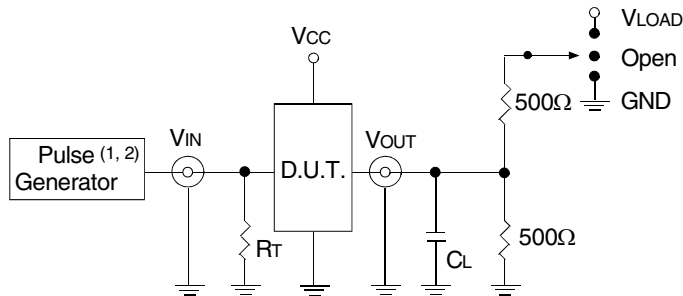 VLOAD
VCC
Open
500Ω
GND
VIN
VOUT
Pulse (1, 2)
Generator
D.U.T.
RT
CL
500Ω